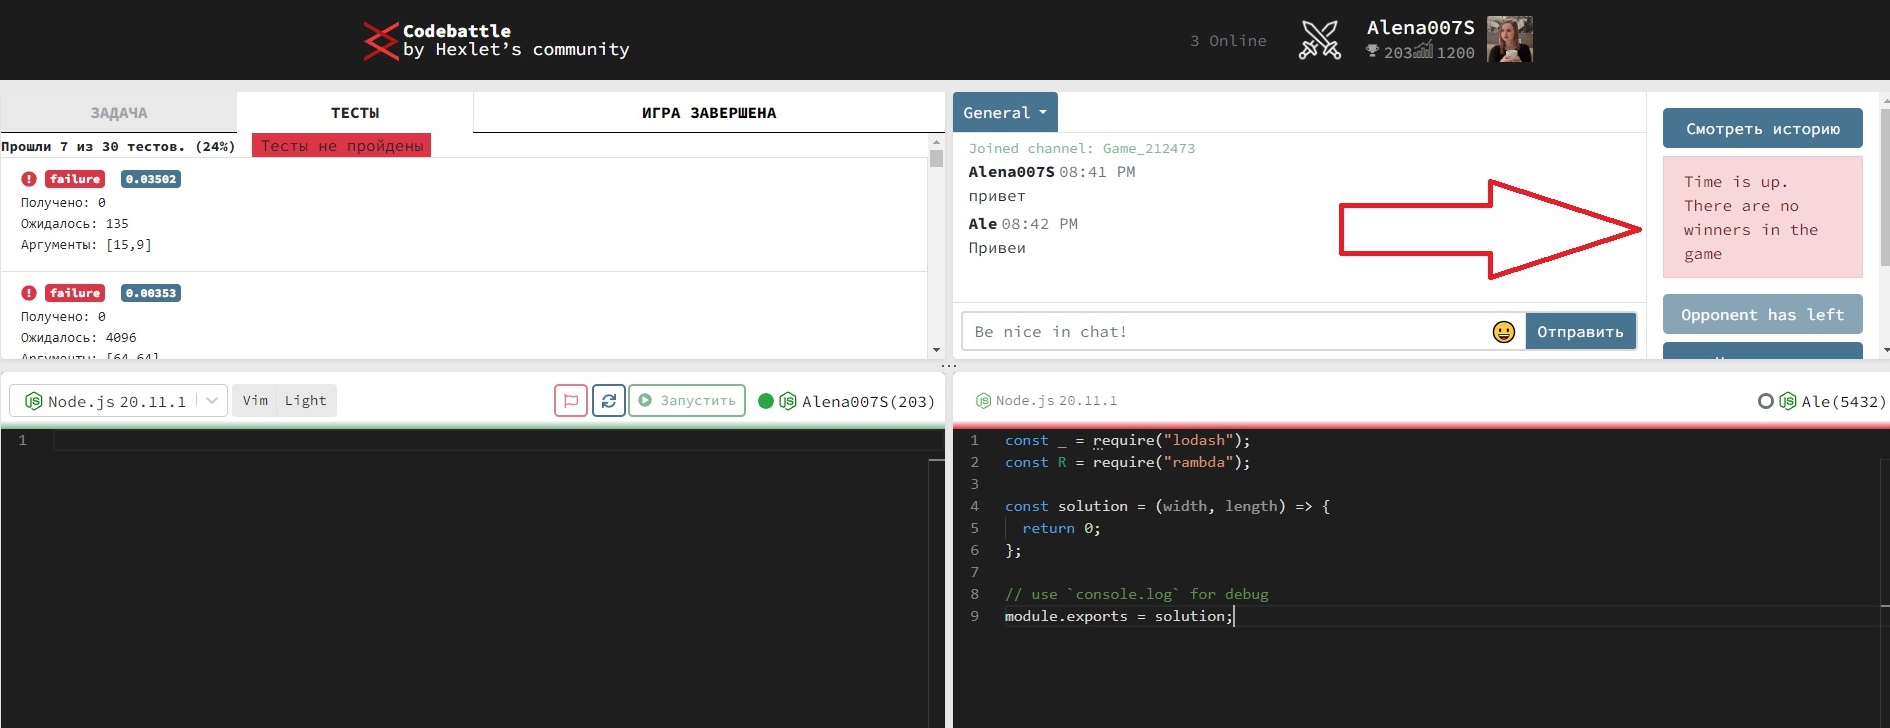 Codebattle
by Hexlet’s community
3 Online
Alena007S
203 1200
ЗАДАЧА
ТЕСТЫ
ИГРА ЗАВЕРШЕНА
Прошли 7 из 30 тестов. (24%)
Тесты не пройдены
failure 0.03502
Получено: 0
Ожидалось: 135
Аргументы: [15,9]
failure 0.00353
Получено: 0
Ожидалось: 4096
Аргументы: [64,64]
General
Joined channel: Game_212473
Alena007S 08:41 PM
привет
Ale 08:42 PM
Привеи
Be nice in chat!
Отправить
Смотреть историю
Time is up.
There are no
winners in the
game
Opponent has left
Node.js 20.11.1
Vim
Light
Запустить
JS Alena007S(203)
1
Node.js 20.11.1
JS Ale(5432)
1 const _ = require("lodash");
2 const R = require("rambda");
3
4 const solution = (width, length) => {
5 return 0;
6 };
7
8 // use `console.log` for debug
9 module.exports = solution;